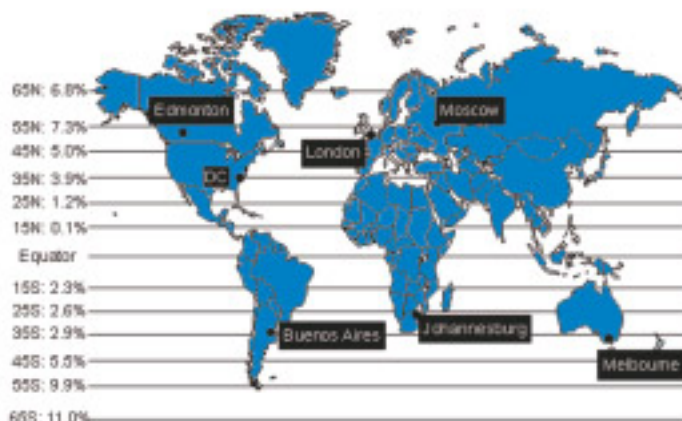 65N: 6.8%
Edmonton
Moscow
55N: 7.3%
London
45N: 5.0%
DC
35N: 3.9%
25N: 1.2%
15N: 0.1%
Equator
15S: 2.3%
25S: 2.6%
Johannesburg
Buenos Aires
35S: 2.9%
Melbourne
45S: 5.5%
55S: 9.9%
65S: 11.0%